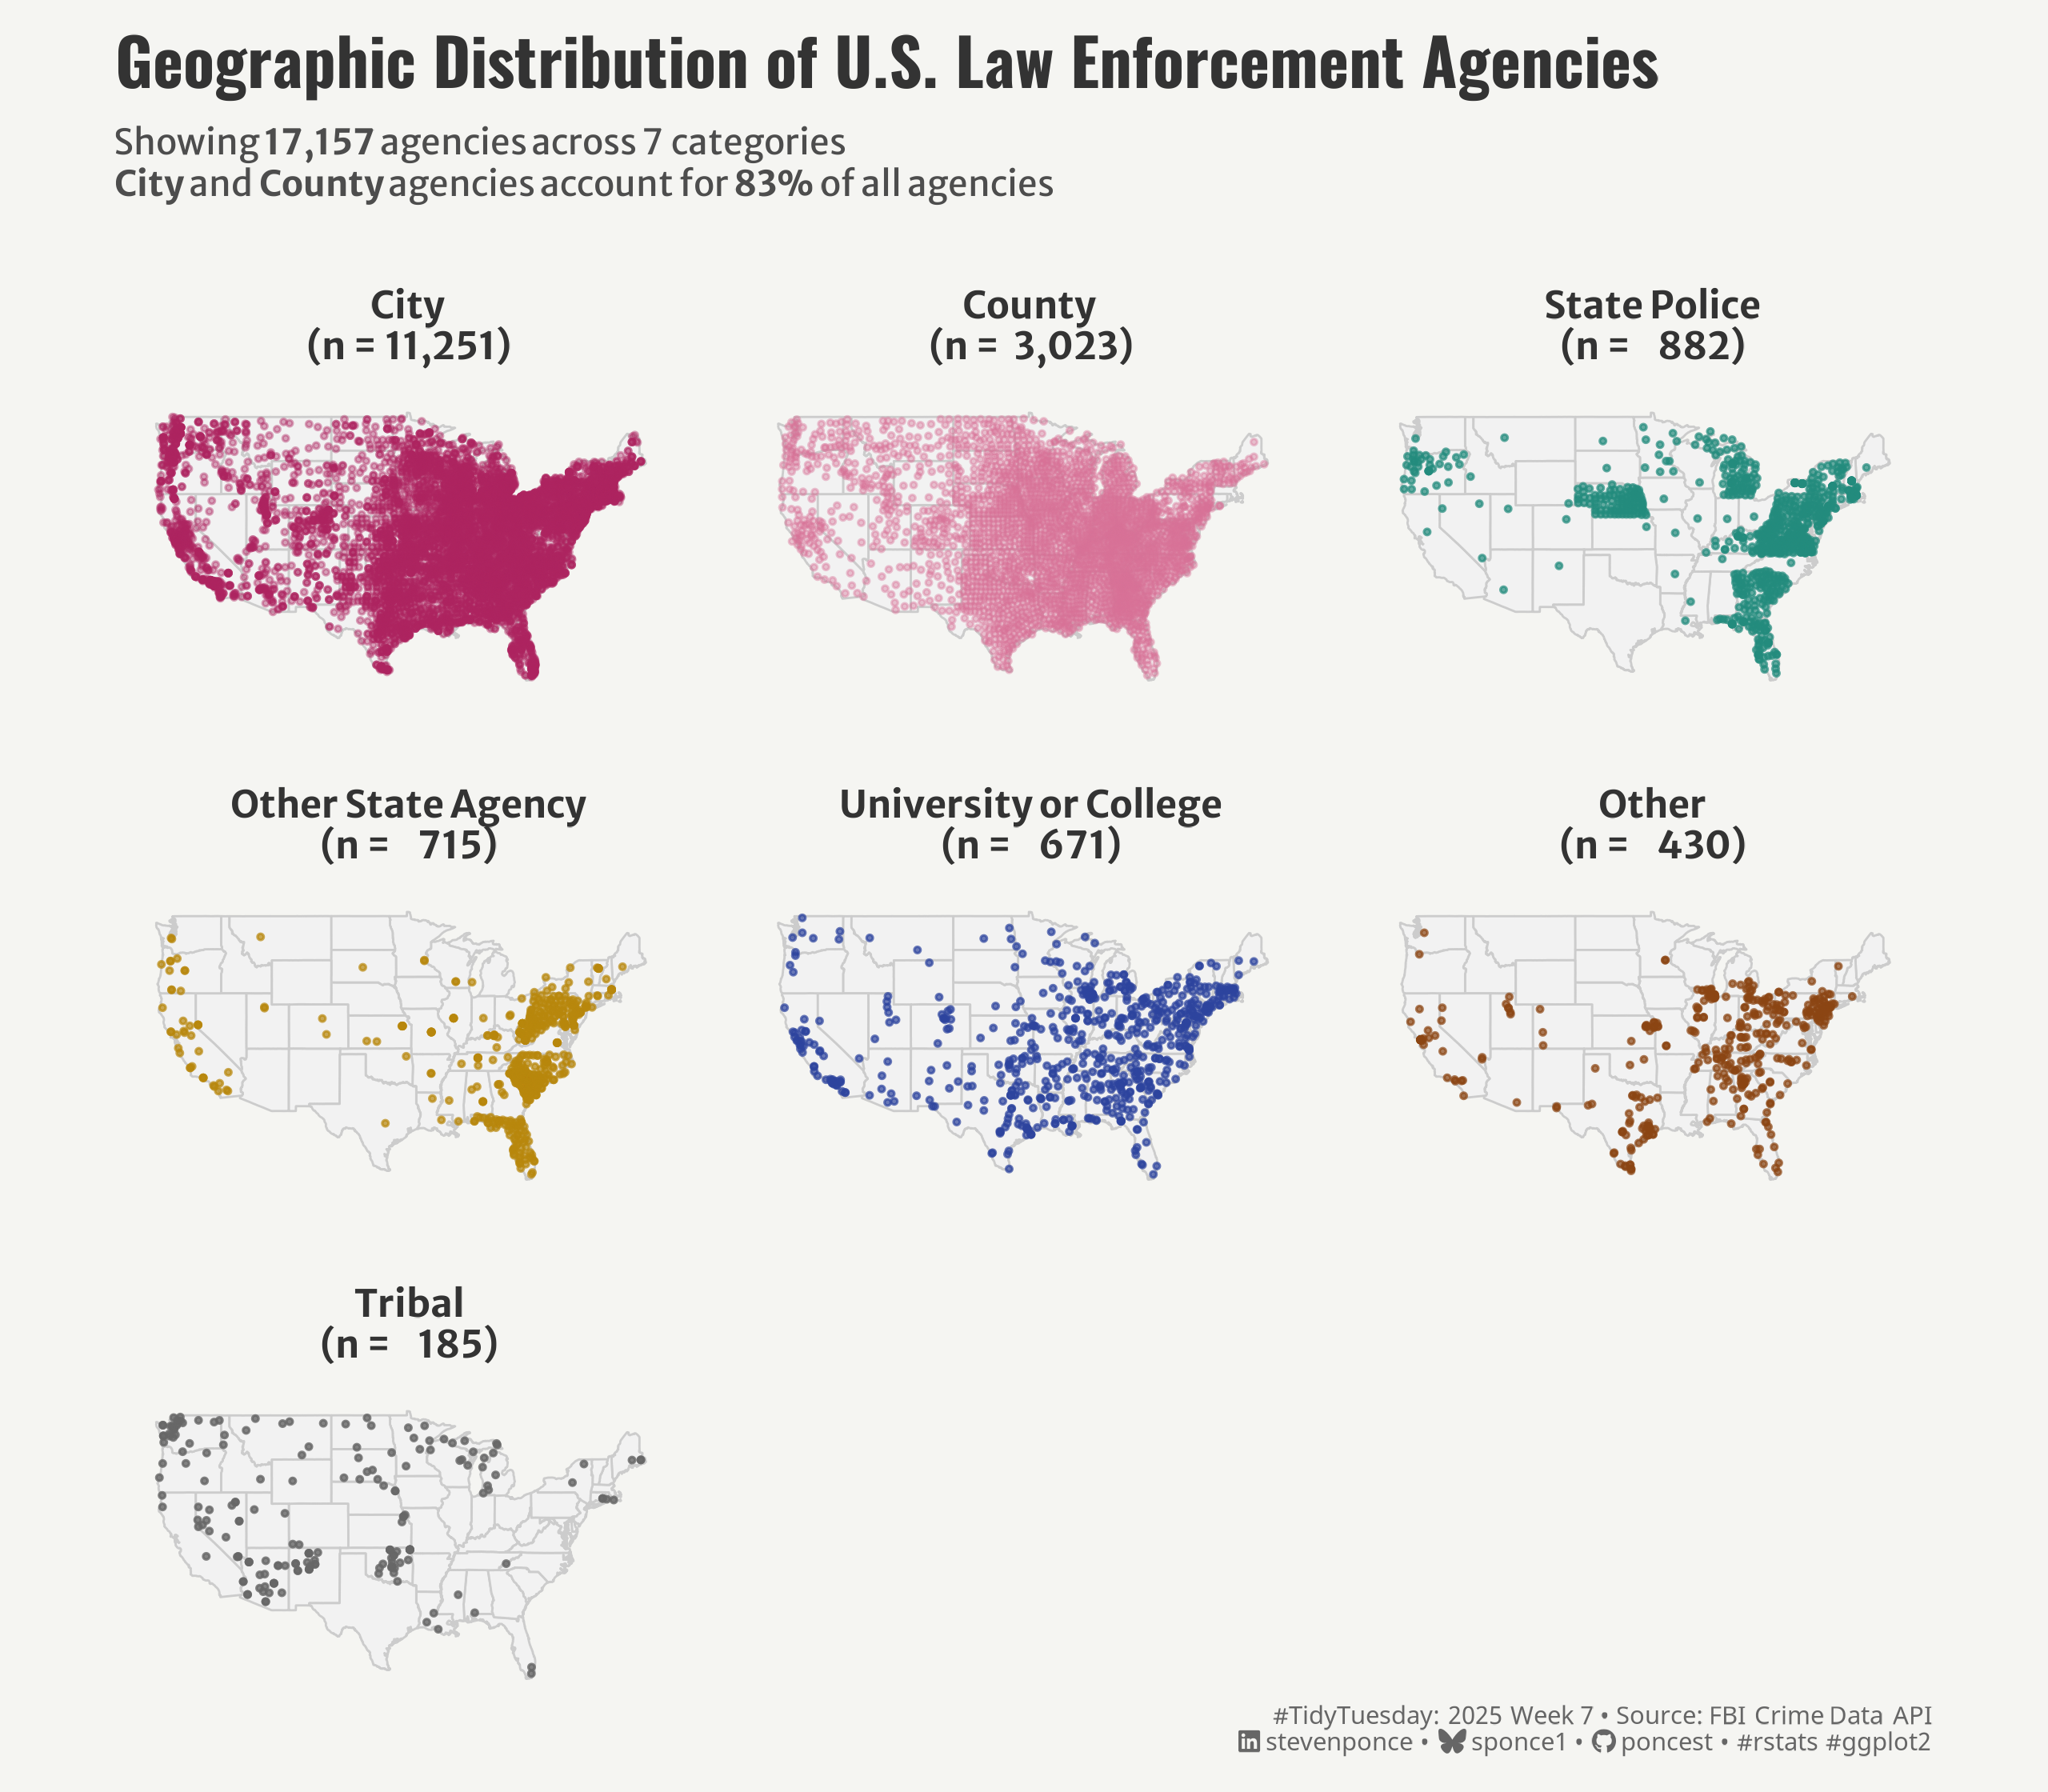 Geographic Distribution of U.S. Law Enforcement Agencies
Showing 17,157 agencies across 7 categories
City and County agencies account for 83% of all agencies
City
(n = 11,251)
County
(n = 3,023)
State Police
(n = 882)
Other State Agency
(n = 715)
University or College
(n = 671)
Other
(n = 430)
Tribal
(n = 185)
#TidyTuesday: 2025 Week 7 • Source: FBI Crime Data API
stevenponce • sponce1 • poncest • #rstats #ggplot2